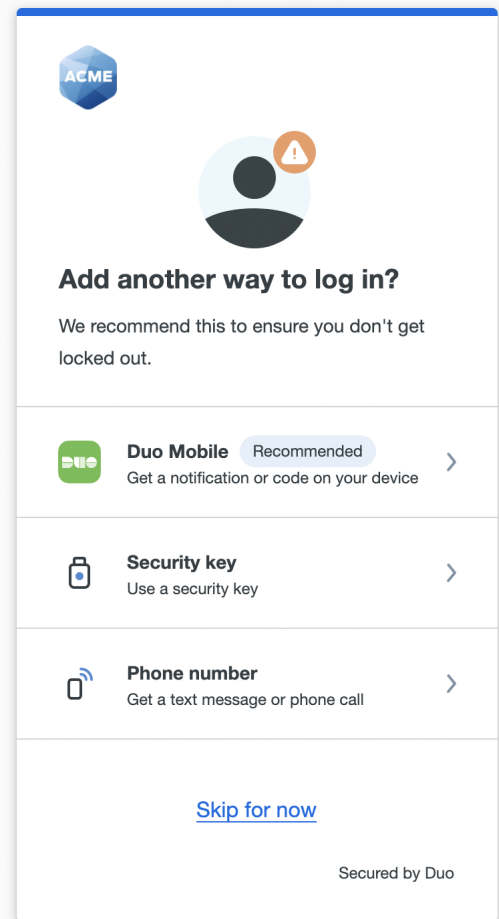 ACME
Add another way to log in?
We recommend this to ensure you don't get
locked out.
Duo Mobile Recommended
Get a notification or code on your device
DUO
Security key
Use a security key
Phone number
Get a text message or phone call
Skip for now
Secured by Duo